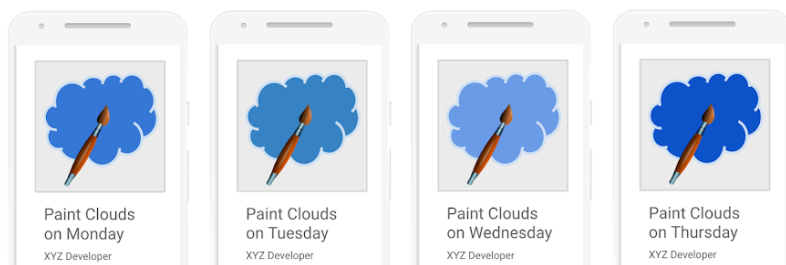 Paint Clouds
on Monday
XYZ Developer
Paint Clouds
on Tuesday
XYZ Developer
Paint Clouds
on Wednesday
XYZ Developer
Paint Clouds
on Thursday
XYZ Developer